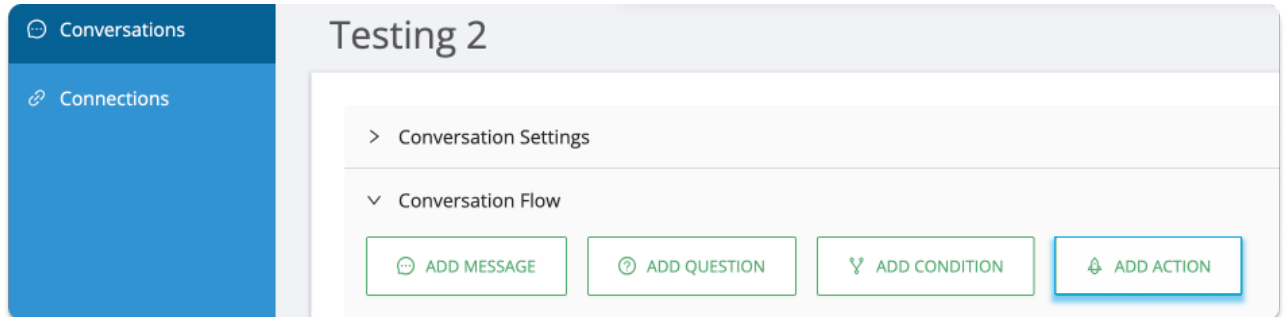 Conversations
Connections
Testing 2
Conversation Settings
Conversation Flow
ADD MESSAGE
ADD QUESTION
ADD CONDITION
ADD ACTION